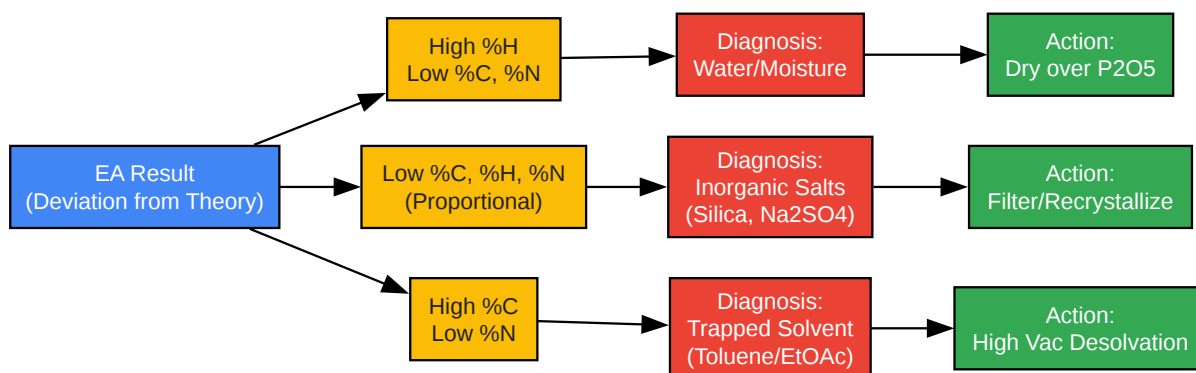 High %H
Low %C, %N
Diagnosis:
Water/Moisture
Action:
Dry over P2O5
EA Result
(Deviation from Theory)
Low %C, %H, %N
(Proportional)
Diagnosis:
Inorganic Salts
(Silica, Na2SO4)
Action:
Filter/Recrystallize
High %C
Low %N
Diagnosis:
Trapped Solvent
(Toluene/EtOAc)
Action:
High Vac Desolvation